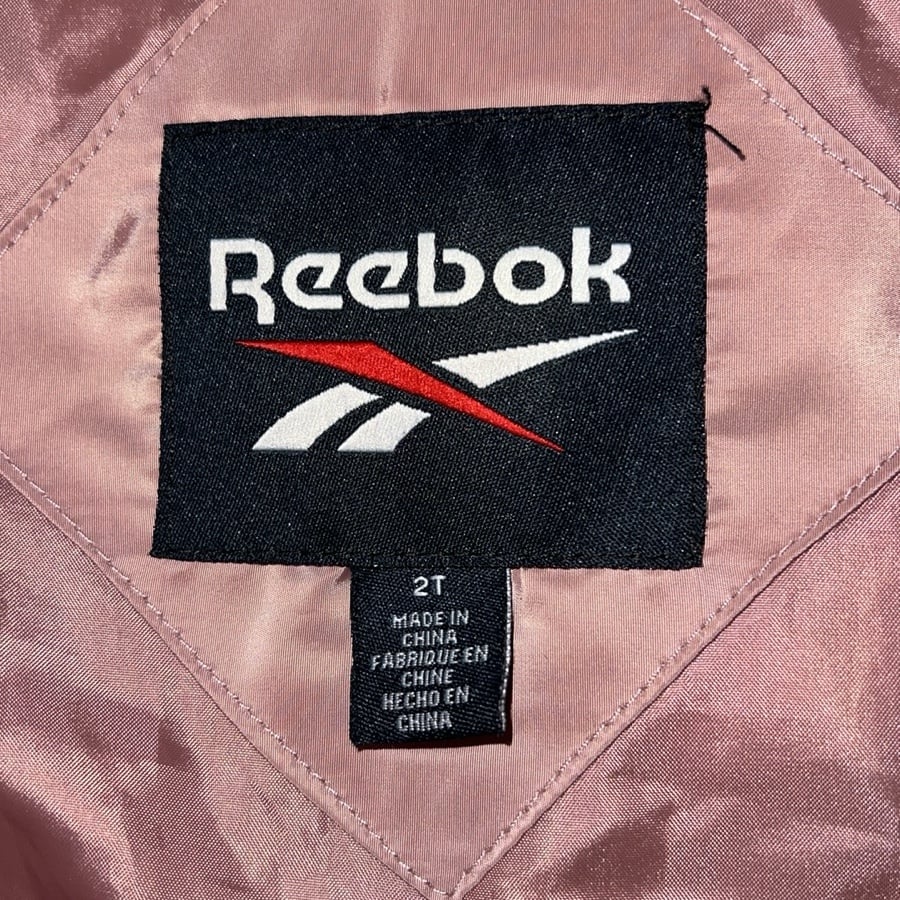 Reebok
2T
MADE IN
CHINA
FABRIQUE EN
CHINE
HECHO EN
CHINA